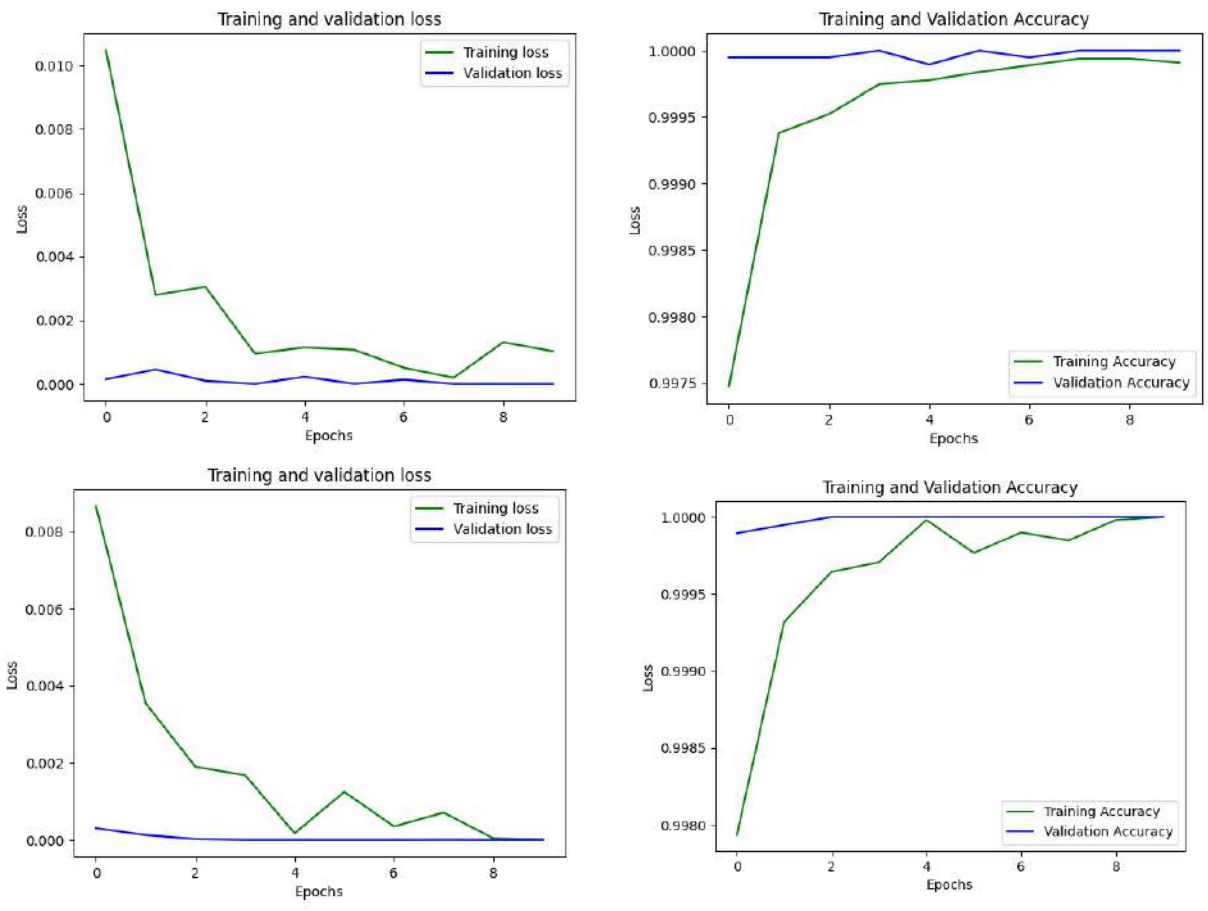 Training and validation loss
Training loss
Validation loss
0.010
0.008
0.006
0.004
0.002
0.000
Loss
0 2 4 6 8
Epochs
Training and Validation Accuracy
1.0000
0.9995
0.9990
0.9985
0.9980
0.9975
Loss
Training Accuracy
Validation Accuracy
0 2 4 6 8
Epochs
Training and validation loss
Training loss
Validation loss
0.008
0.006
0.004
0.002
0.000
Loss
0 2 4 6 8
Epochs
Training and Validation Accuracy
1.0000
0.9995
0.9990
0.9985
0.9980
Loss
Training Accuracy
Validation Accuracy
0 2 4 6 8
Epochs